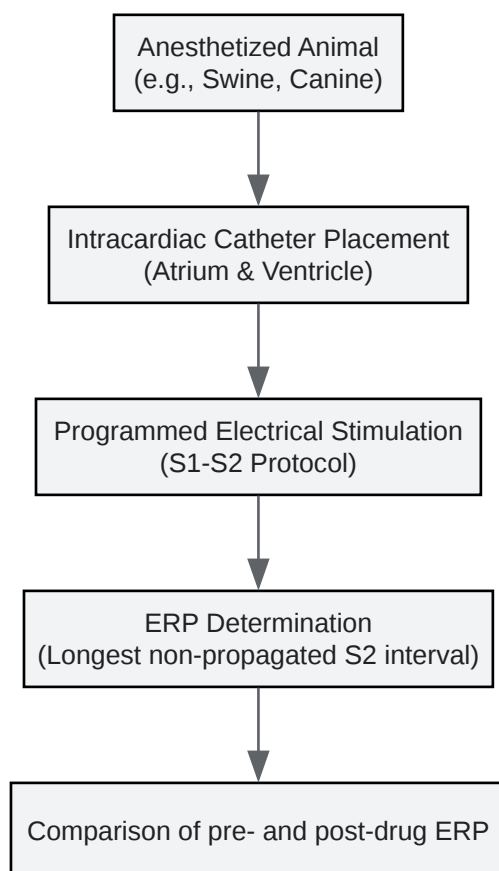 Anesthetized Animal
(e.g., Swine, Canine)
Intracardiac Catheter Placement
(Atrium & Ventricle)
Programmed Electrical Stimulation
(S1-S2 Protocol)
ERP Determination
(Longest non-propagated S2 interval)
Comparison of pre- and post-drug ERP